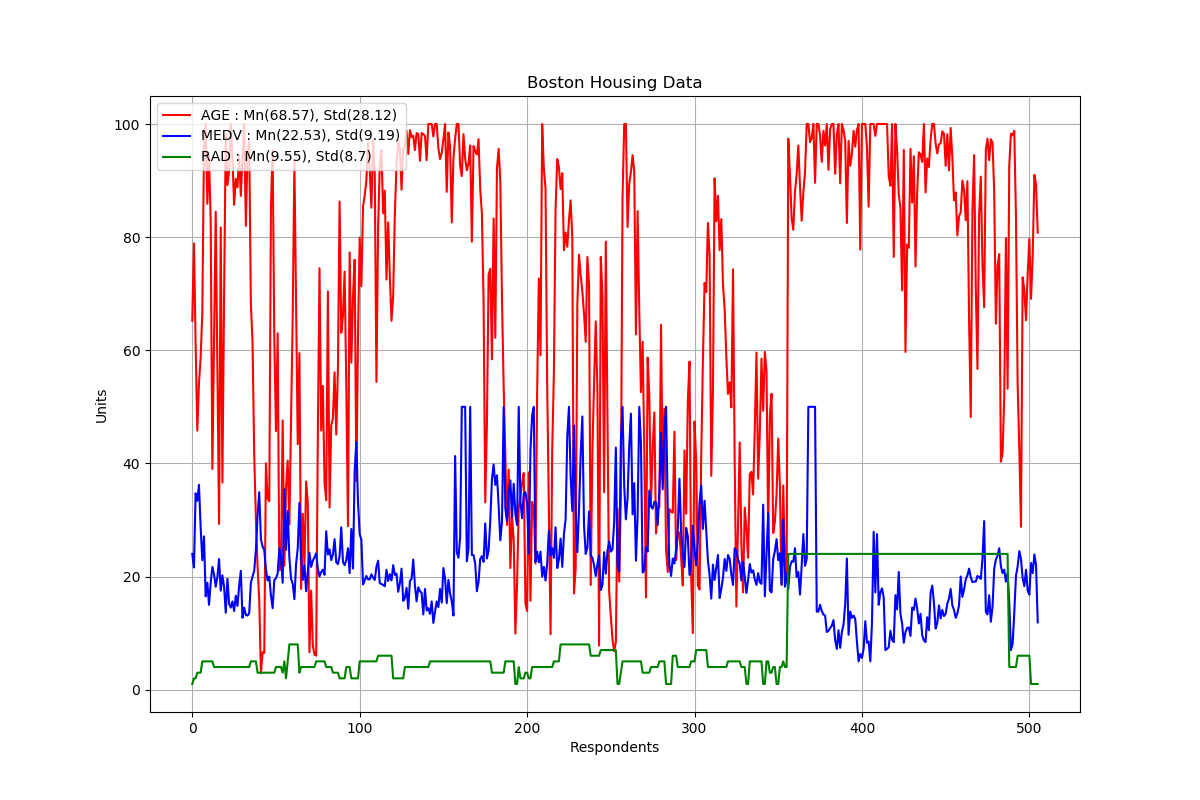 Boston Housing Data
AGE : Mn(68.57), Std(28.12)
MEDV : Mn(22.53), Std(9.19)
RAD : Mn(9.55), Std(8.7)
100
80
60
40
20
0
Units
0 100 200 300 400 500
Respondents